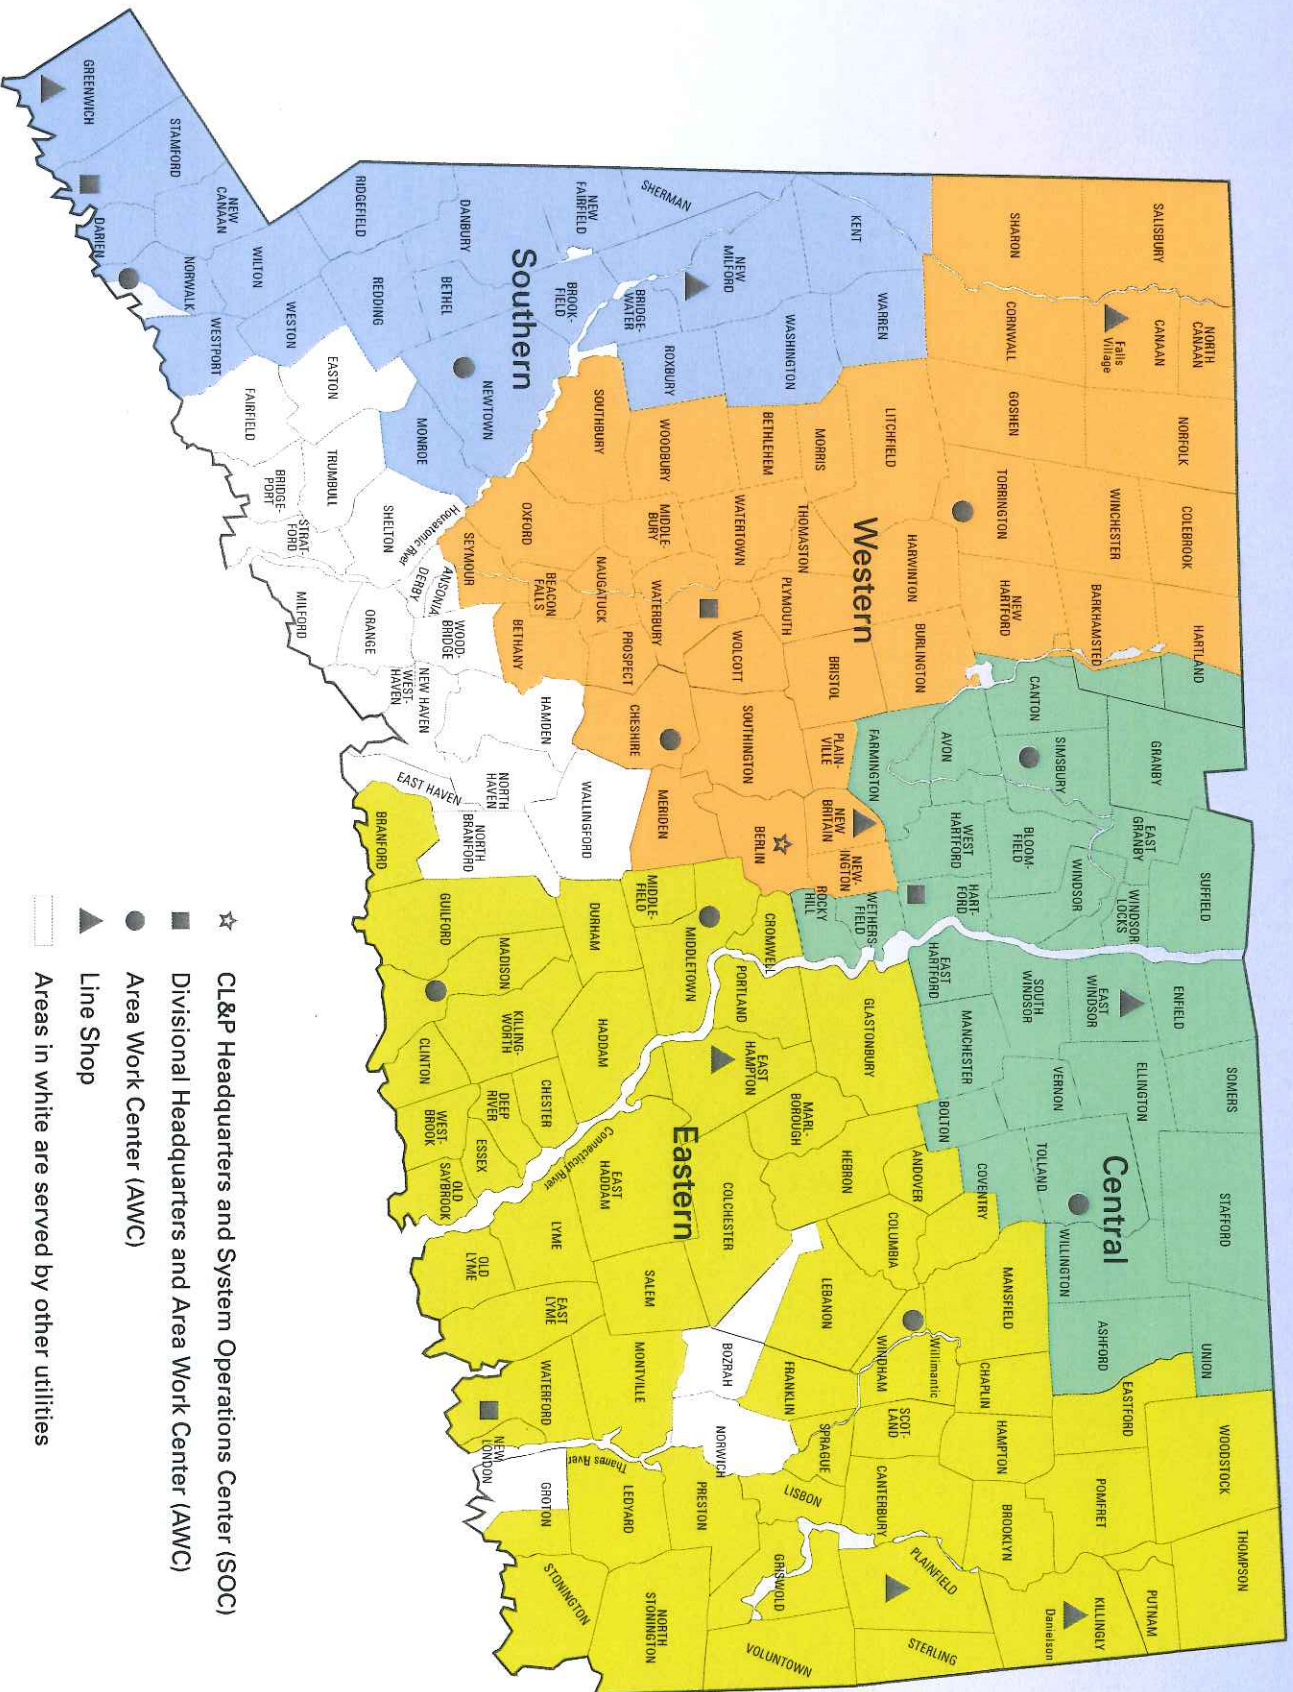 SALISBURY
NORTH
CANAAN
CANAAN
Falls
Village
NORFOLK
COLEBROOK
HARTLAND
SHARON
CORNWALL
GOSHEN
WINCHESTER
BARKHAMSTED
TORRINGTON
NEW
HARTFORD
KENT
WARREN
LITCHFIELD
HARWINTON
BURLINGTON
Western
WASHINGTON
MORRIS
BETHLEHEM
THOMASTON
PLYMOUTH
BRISTOL
PLAIN-
VILLE
NEW
BRITAIN
NEW-
INGTON
BERLIN
WATERTOWN
WOLCOTT
SOUTHINGTON
WOODBURY
MIDDLE-
BURY
WATERBURY
NAUGATUCK
PROSPECT
CHESHIRE
MERIDEN
SOUTHBURY
OXFORD
BEACON
FALLS
BETHANY
SEYMOUR
SHERMAN
NEW
MILFORD
BRIDGE-
WATER
ROXBURY
NEW
FAIRFIELD
BROOK-
FIELD
Southern
DANBURY
BETHEL
NEWTOWN
RIDGEFIELD
REDDING
MONROE
WILTON
WESTON
NEW
CANAAN
NORWALK
WESTPORT
STAMFORD
DARIEN
GREENWICH
EASTON
FAIRFIELD
TRUMBULL
BRIDGE-
PORT
STRAT-
FORD
SHELTON
Housatonic River
ANSONIA
DERBY
MILFORD
ORANGE
WOOD-
BRIDGE
NEW HAVEN
WEST-
HAVEN
HAMDEN
EAST HAVEN
NORTH
HAVEN
NORTH
BRANFORD
WALLINGFORD
GRANBY
EAST
GRANBY
SUFFIELD
WINDSOR
LOCKS
WINDSOR
CANTON
SIMSBURY
BLOOM-
FIELD
AVON
FARMINGTON
WEST
HARTFORD
HART-
FORD
WETHERS-
FIELD
ROCKY
HILL
EAST
HARTFORD
SOUTH
WINDSOR
EAST
WINDSOR
ENFIELD
SOMERS
ELLINGTON
MANCHESTER
VERNON
BOLTON
TOLLAND
Central
STAFFORD
WILLINGTON
UNION
ASHFORD
COVENTRY
ANDOVER
HEBRON
COLUMBIA
MANSFIELD
CROMWELL
MIDDLE-
FIELD
MIDDLETOWN
PORTLAND
GLASTONBURY
EAST
HAMPTON
MARL-
BOROUGH
DURHAM
HADDAM
BRANFORD
GUILFORD
MADISON
KILLING-
WORTH
CLINTON
CHESTER
DEEP
RIVER
WEST-
BROOK
ESSEX
OLD
SAYBROOK
Connecticut River
EAST
HADDAM
Eastern
COLCHESTER
LYME
OLD
LYME
EAST
LYME
SALEM
LEBANON
WINDHAM
Willimantic
CHAPLIN
EASTFORD
WOODSTOCK
THOMPSON
POMFRET
PUTNAM
KILLINGLY
Danielson
HAMPTON
BROOKLYN
SCOT-
LAND
CANTERBURY
PLAINFIELD
STERLING
FRANKLIN
SPRAGUE
BOZRAH
NORWICH
LISBON
GRISWOLD
VOLUNTOWN
MONTVILLE
WATERFORD
NEW
LONDON
Thames River
LEDYARD
PRESTON
GROTON
STONINGTON
NORTH
STONINGTON
CL&P Headquarters and System Operations Center (SOC)
Divisional Headquarters and Area Work Center (AWC)
Area Work Center (AWC)
Line Shop
Areas in white are served by other utilities